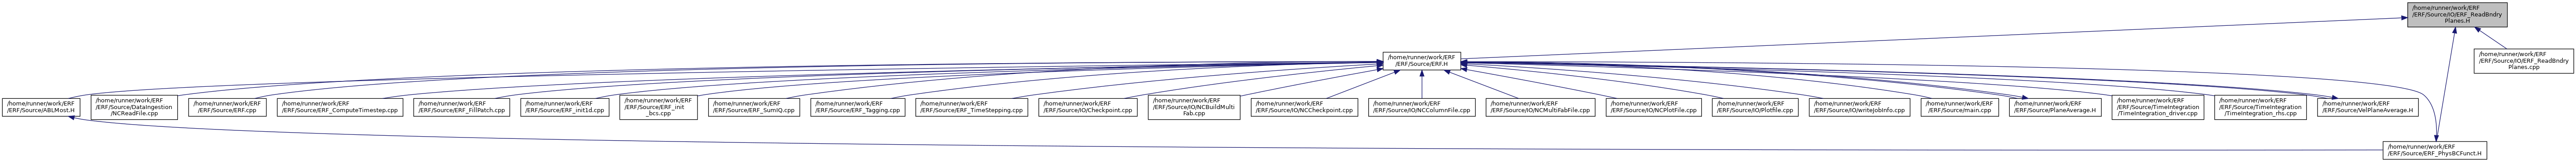 /home/runner/work/ERF
/ERF/Source/IO/ERF_ReadBndry
Planes.H
/home/runner/work/ERF
/ERF/Source/ERF.H
/home/runner/work/ERF
/ERF/Source/IO/ERF_ReadBndry
Planes.cpp
/home/runner/work/ERF
/ERF/Source/ABLMost.H
/home/runner/work/ERF
/ERF/Source/DataIngestion
/NCReadFile.cpp
/home/runner/work/ERF
/ERF/Source/ERF.cpp
/home/runner/work/ERF
/ERF/Source/ERF_ComputeTimestep.cpp
/home/runner/work/ERF
/ERF/Source/ERF_FillPatch.cpp
/home/runner/work/ERF
/ERF/Source/ERF_init1d.cpp
/home/runner/work/ERF
/ERF/Source/ERF_init
_bcs.cpp
/home/runner/work/ERF
/ERF/Source/ERF_SumIQ.cpp
/home/runner/work/ERF
/ERF/Source/ERF_Tagging.cpp
/home/runner/work/ERF
/ERF/Source/ERF_TimeStepping.cpp
/home/runner/work/ERF
/ERF/Source/IO/Checkpoint.cpp
/home/runner/work/ERF
/ERF/Source/IO/NCBuildMulti
Fab.cpp
/home/runner/work/ERF
/ERF/Source/IO/NCCheckpoint.cpp
/home/runner/work/ERF
/ERF/Source/IO/NCColumnFile.cpp
/home/runner/work/ERF
/ERF/Source/IO/NCMultiFabFile.cpp
/home/runner/work/ERF
/ERF/Source/IO/NCPlotFile.cpp
/home/runner/work/ERF
/ERF/Source/IO/Plotfile.cpp
/home/runner/work/ERF
/ERF/Source/IO/writeJobInfo.cpp
/home/runner/work/ERF
/ERF/Source/main.cpp
/home/runner/work/ERF
/ERF/Source/PlaneAverage.H
/home/runner/work/ERF
/ERF/Source/TimeIntegration
/TimeIntegration_driver.cpp
/home/runner/work/ERF
/ERF/Source/TimeIntegration
/TimeIntegration_rhs.cpp
/home/runner/work/ERF
/ERF/Source/VelPlaneAverage.H
/home/runner/work/ERF
/ERF/Source/ERF_PhysBCFunct.H